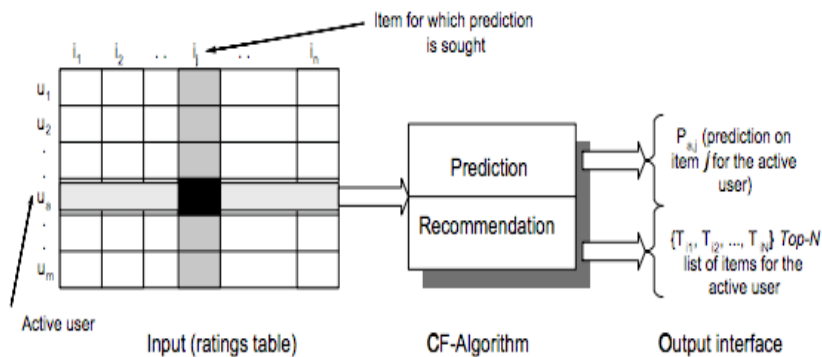 Item for which prediction
is sought
i1 i2 . . ij . . in
u1
u2
.
.
ua
.
.
um
Active user
Prediction
Recommendation
Pa,j (prediction on
item j for the active
user)
{Ti1, Ti2, ..., TiN} Top-N
list of items for the
active user
Input (ratings table)
CF-Algorithm
Output interface